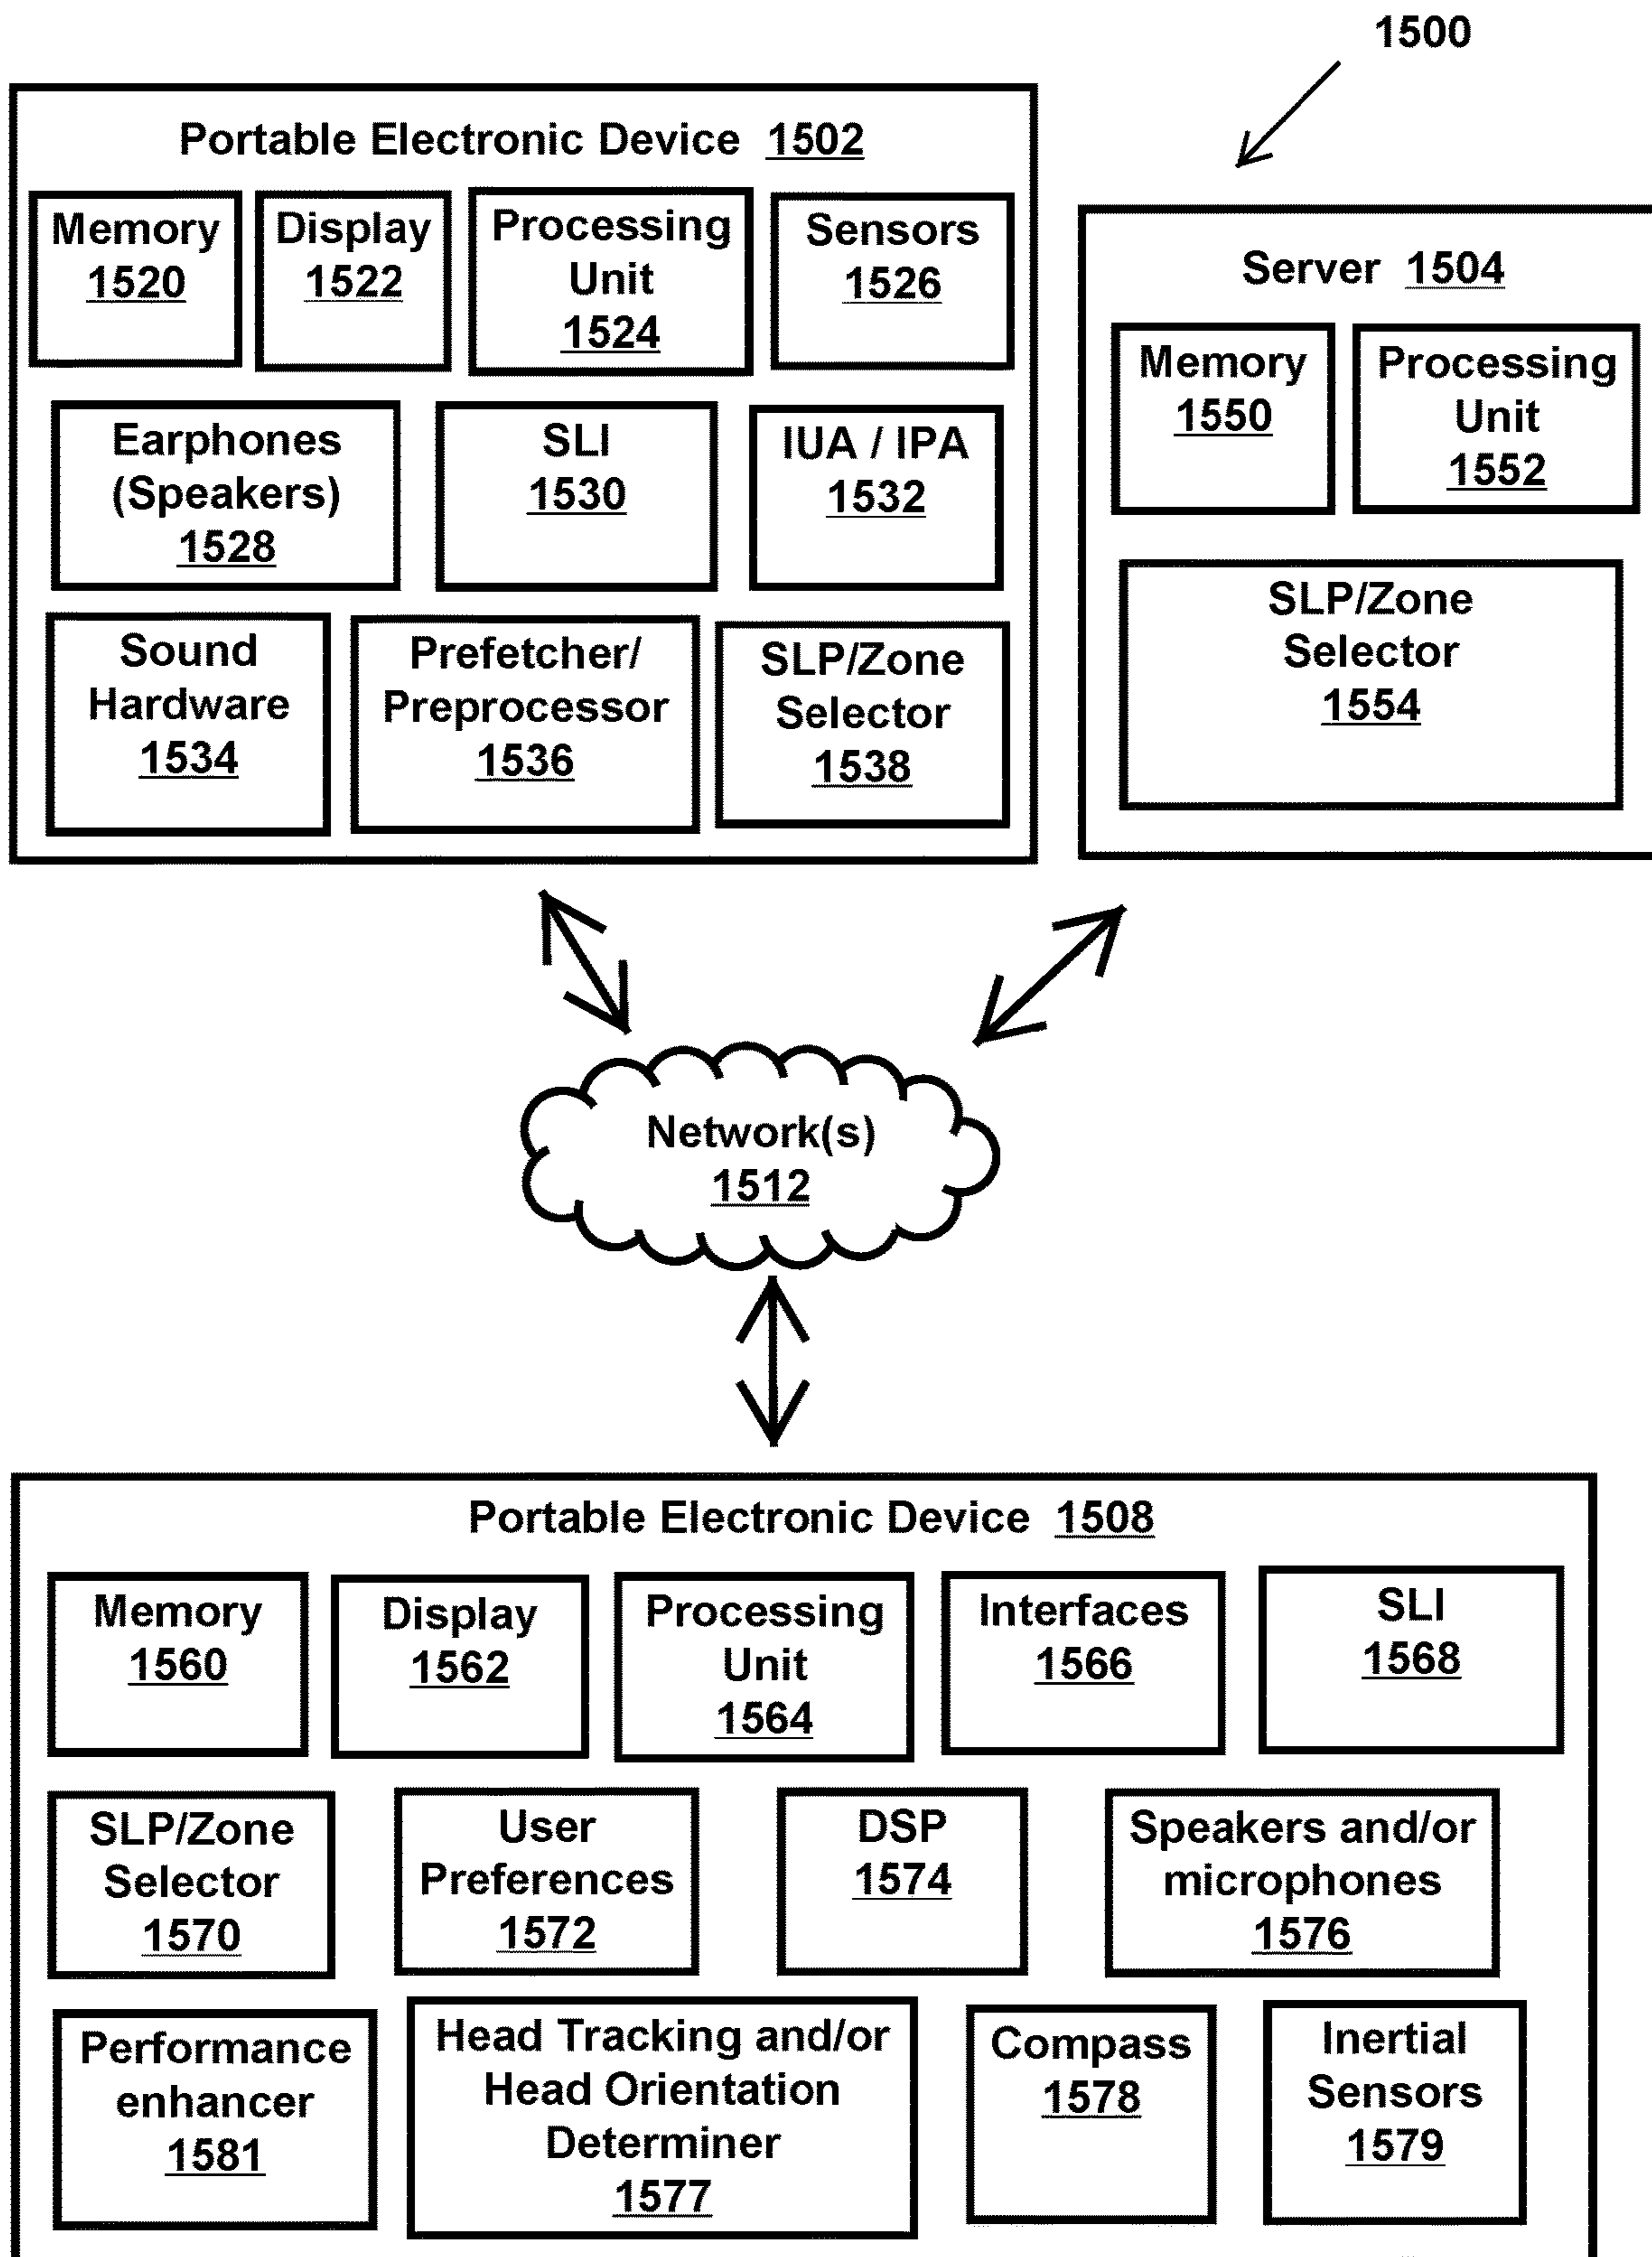 1500
Portable Electronic Device 1502
Memory
1520
Display
1522
Processing
Unit
1524
Sensors
1526
Earphones
(Speakers)
1528
SLI
1530
IUA / IPA
1532
Sound
Hardware
1534
Prefetcher/
Preprocessor
1536
SLP/Zone
Selector
1538
Server 1504
Memory
1550
Processing
Unit
1552
SLP/Zone
Selector
1554
Network(s)
1512
Portable Electronic Device 1508
Memory
1560
Display
1562
Processing
Unit
1564
Interfaces
1566
SLI
1568
SLP/Zone
Selector
1570
User
Preferences
1572
DSP
1574
Speakers and/or
microphones
1576
Performance
enhancer
1581
Head Tracking and/or
Head Orientation
Determiner
1577
Compass
1578
Inertial
Sensors
1579